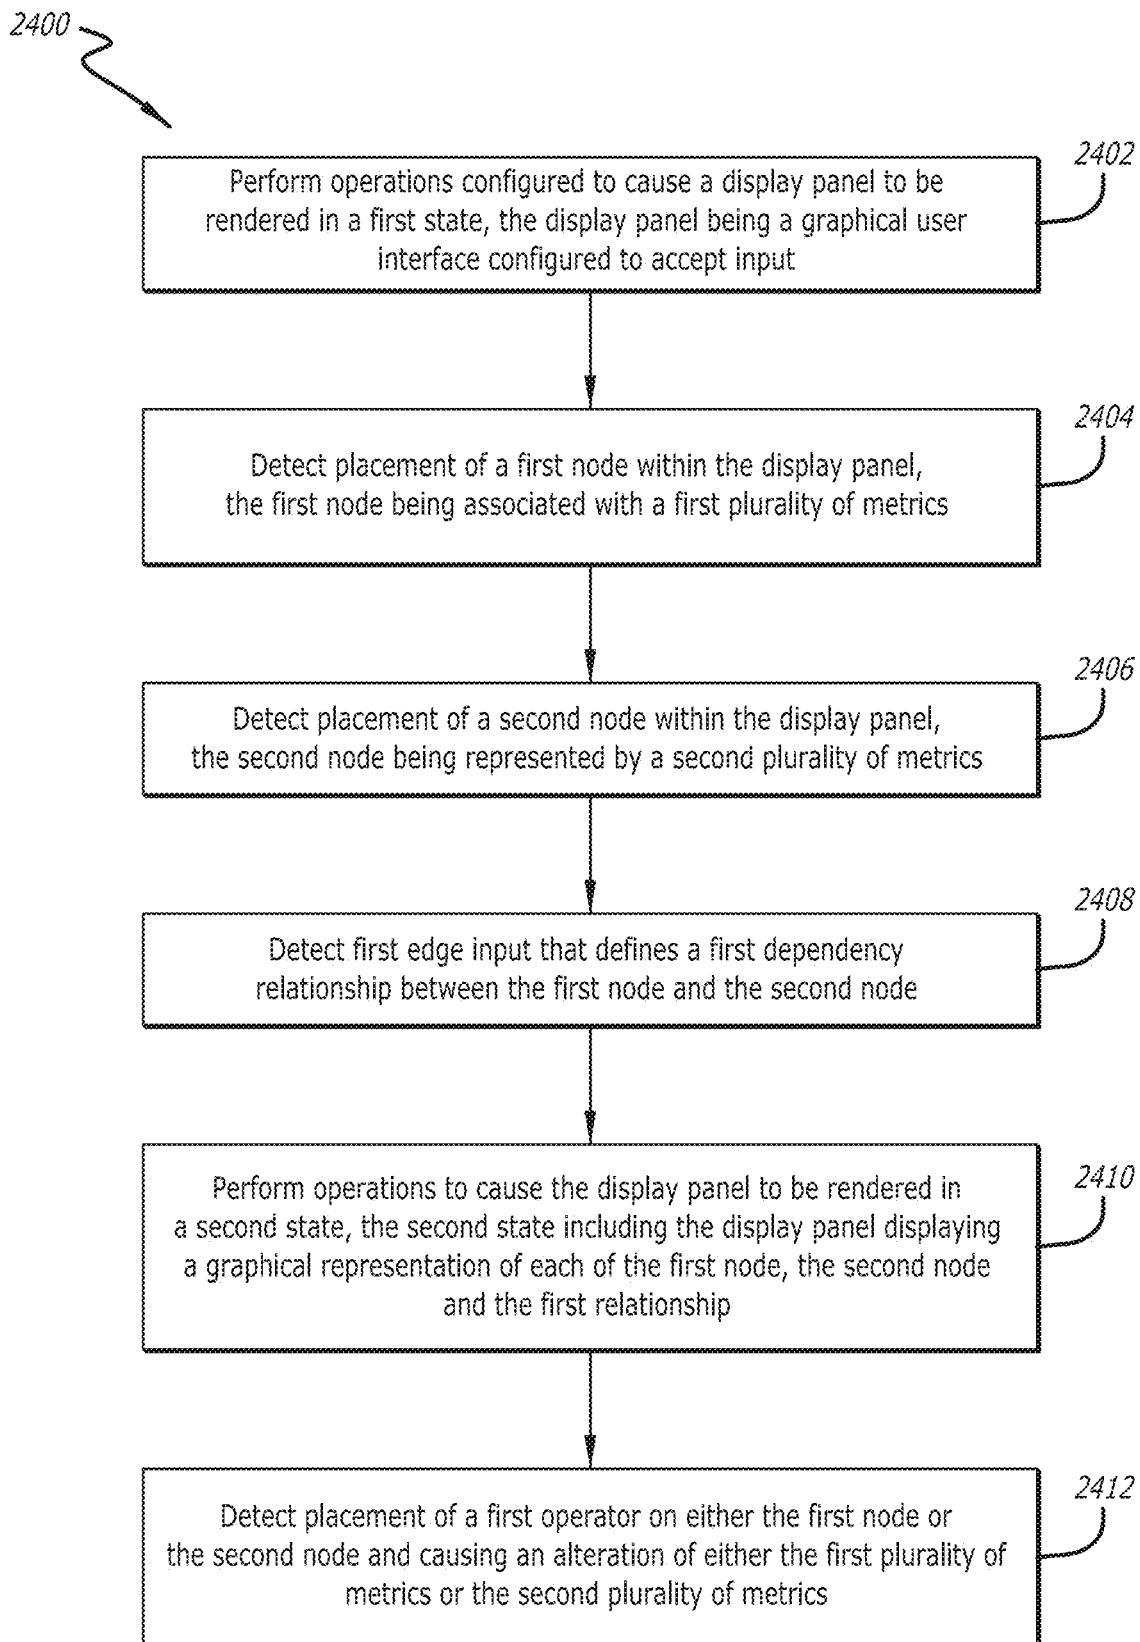 2400
2402
Perform operations configured to cause a display panel to be
rendered in a first state, the display panel being a graphical user
interface configured to accept input
2404
Detect placement of a first node within the display panel,
the first node being associated with a first plurality of metrics
2406
Detect placement of a second node within the display panel,
the second node being represented by a second plurality of metrics
2408
Detect first edge input that defines a first dependency
relationship between the first node and the second node
2410
Perform operations to cause the display panel to be rendered in
a second state, the second state including the display panel displaying
a graphical representation of each of the first node, the second node
and the first relationship
2412
Detect placement of a first operator on either the first node or
the second node and causing an alteration of either the first plurality of
metrics or the second plurality of metrics